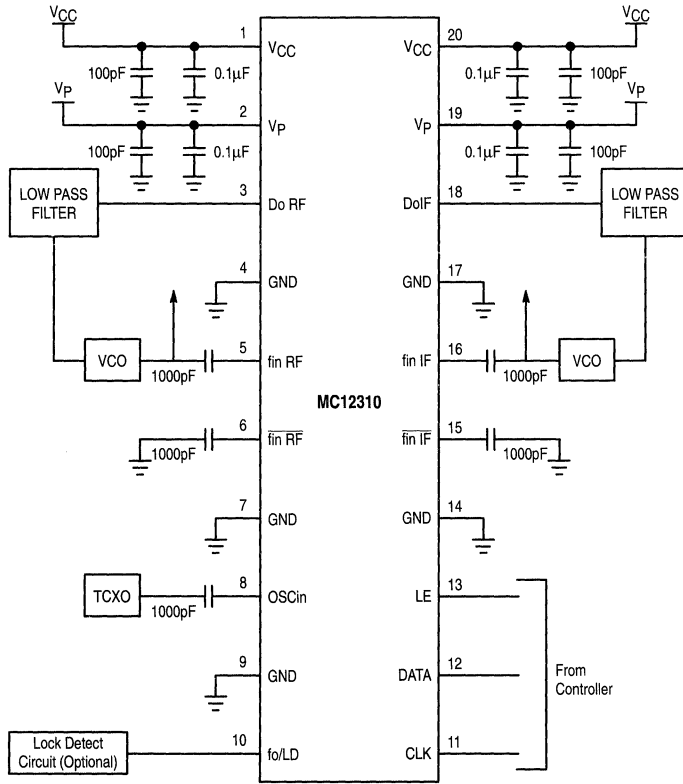 VCC
1
VCC
100pF
0.1µF
VP
2
VP
100pF
0.1µF
LOW PASS
FILTER
3
Do RF
4
GND
VCO
1000pF
5
fin RF
6
fin RF
1000pF
7
GND
TCXO
1000pF
8
OSCin
9
GND
Lock Detect
Circuit (Optional)
10
fo/LD
MC12310
VCC
20
VCC
0.1µF
100pF
VP
19
VP
0.1µF
100pF
18
DoIF
LOW PASS
FILTER
17
GND
16
fin IF
1000pF
VCO
15
fin IF
1000pF
14
GND
13
LE
12
DATA
From
Controller
11
CLK